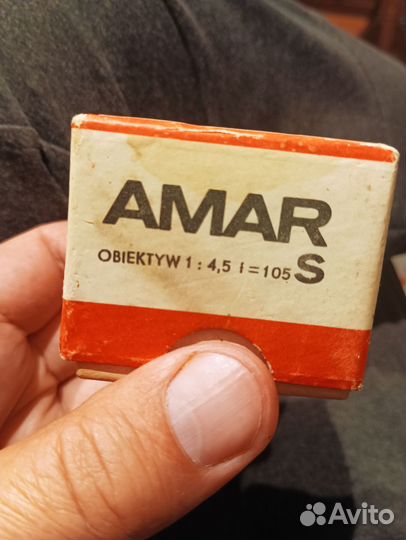 AMAR
S
OBIEKTYW 1 : 4,5 i = 105
Avito